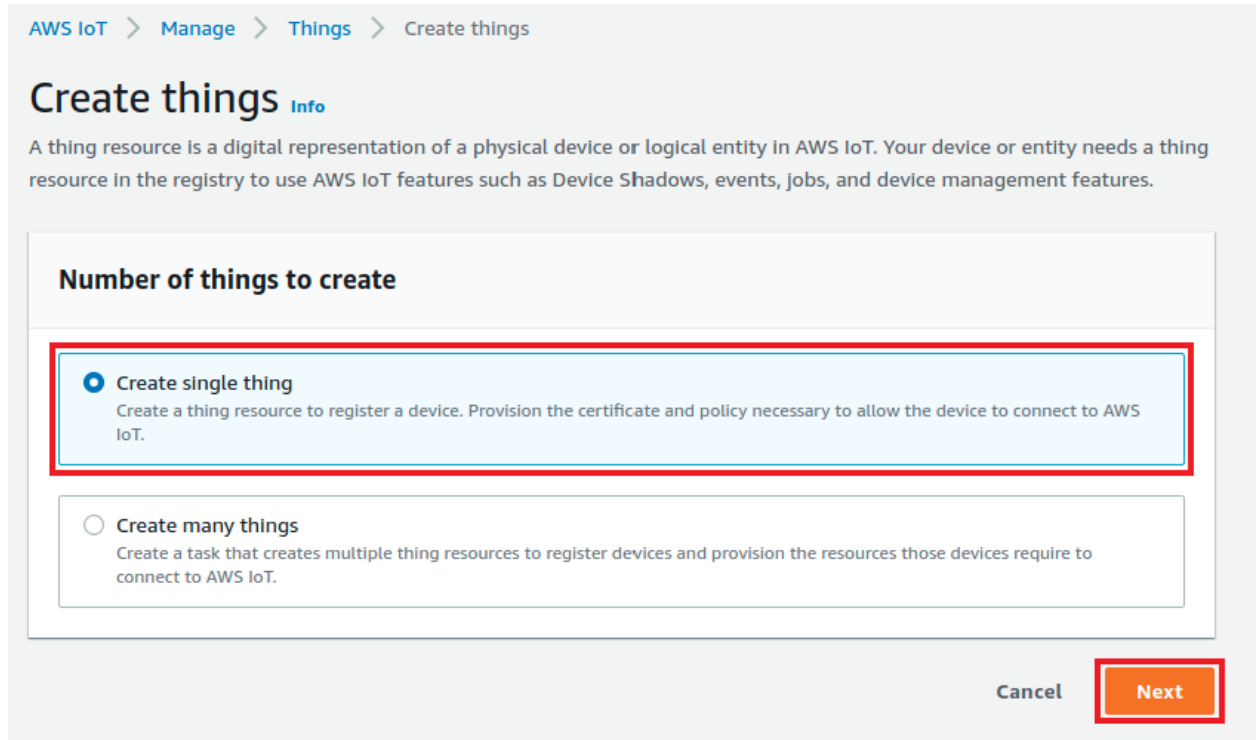 AWS IoT > Manage > Things > Create things
Create things Info
A thing resource is a digital representation of a physical device or logical entity in AWS IoT. Your device or entity needs a thing
resource in the registry to use AWS IoT features such as Device Shadows, events, jobs, and device management features.
Number of things to create
Create single thing
Create a thing resource to register a device. Provision the certificate and policy necessary to allow the device to connect to AWS
IoT.
Create many things
Create a task that creates multiple thing resources to register devices and provision the resources those devices require to
connect to AWS IoT.
Cancel Next